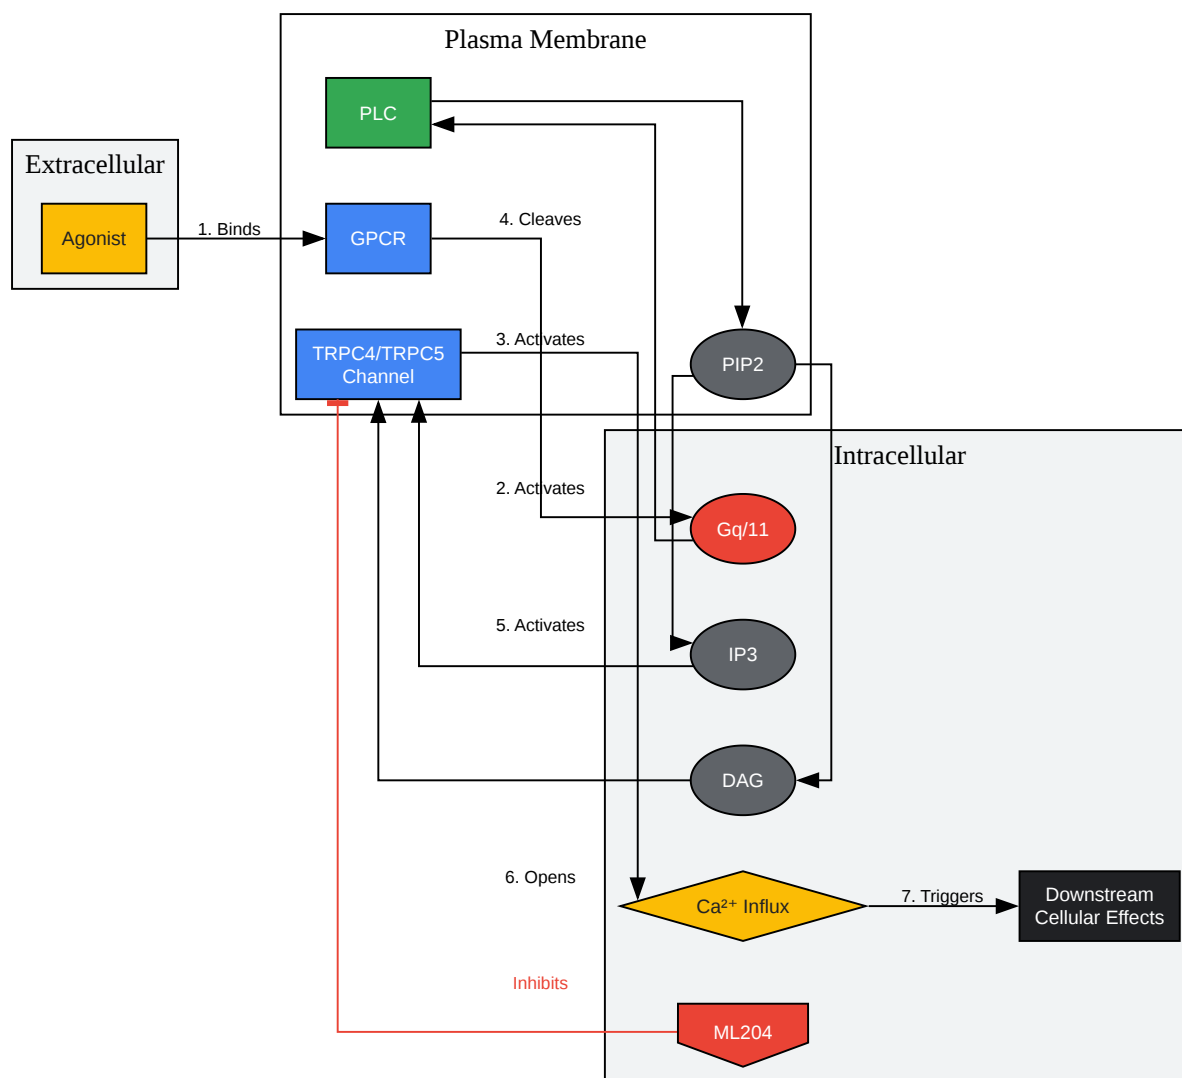 Plasma Membrane
PLC
Extracellular
Agonist
1. Binds
GPCR
4. Cleaves
3. Activates
TRPC4/TRPC5
Channel
PIP2
Intracellular
2. Activates
Gq/11
5. Activates
IP3
DAG
6. Opens
Ca²⁺ Influx
7. Triggers
Downstream
Cellular Effects
Inhibits
ML204